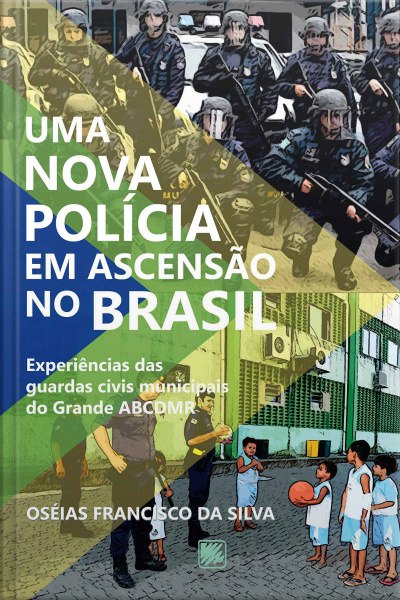 UMA
NOVA
POLÍCIA
EM ASCENSÃO
NO BRASIL
Experiências das
guardas civis municipais
do Grande ABCDMR
OSÉIAS FRANCISCO DA SILVA